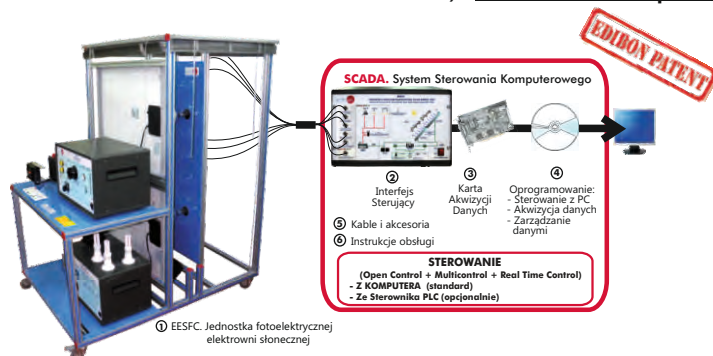 EDIBON PATENT
SCADA. System Sterowania Komputerowego
② Interfejs
Sterujący
③ Karta
Akwizycji
Danych
④ Oprogramowanie:
- Sterowanie z PC
- Akwizycja danych
- Zarządzanie
danymi
⑤ Kable i akcesoria
⑥ Instrukcje obsługi
STEROWANIE
(Open Control + Multicontrol + Real Time Control)
- Z KOMPUTERA (standard)
- Ze Sterownika PLC (opcjonalnie)
① EESFC. Jednostka fotoelektrycznej
elektrowni słonecznej